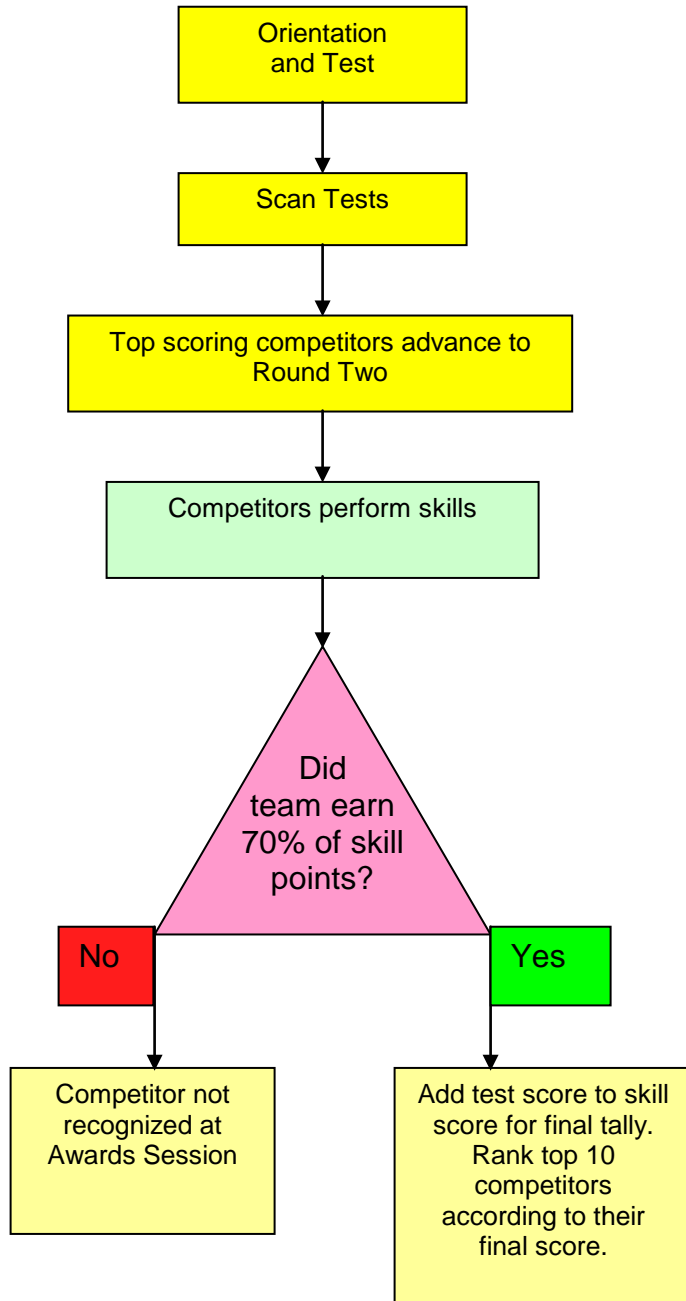 Orientation
and Test
Scan Tests
Top scoring competitors advance to
Round Two
Competitors perform skills
Did
team earn
70% of skill
points?
No
Yes
Competitor not
recognized at
Awards Session
Add test score to skill
score for final tally.
Rank top 10
competitors
according to their
final score.